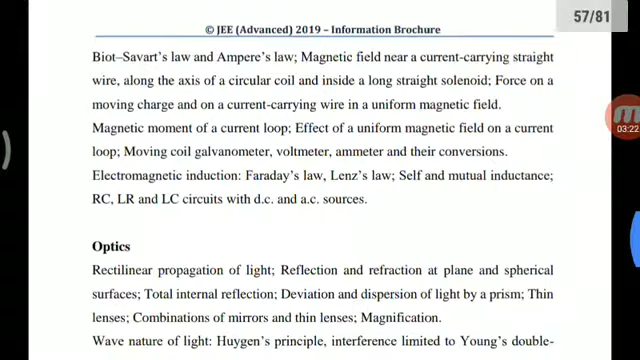 57/81
© JEE (Advanced) 2019 – Information Brochure
Biot–Savart's law and Ampere's law; Magnetic field near a current-carrying straight
wire, along the axis of a circular coil and inside a long straight solenoid; Force on a
moving charge and on a current-carrying wire in a uniform magnetic field.
03:22
Magnetic moment of a current loop; Effect of a uniform magnetic field on a current
loop; Moving coil galvanometer, voltmeter, ammeter and their conversions.
Electromagnetic induction: Faraday's law, Lenz's law; Self and mutual inductance;
RC, LR and LC circuits with d.c. and a.c. sources.
Optics
Rectilinear propagation of light; Reflection and refraction at plane and spherical
surfaces; Total internal reflection; Deviation and dispersion of light by a prism; Thin
lenses; Combinations of mirrors and thin lenses; Magnification.
Wave nature of light: Huygen's principle, interference limited to Young's double-